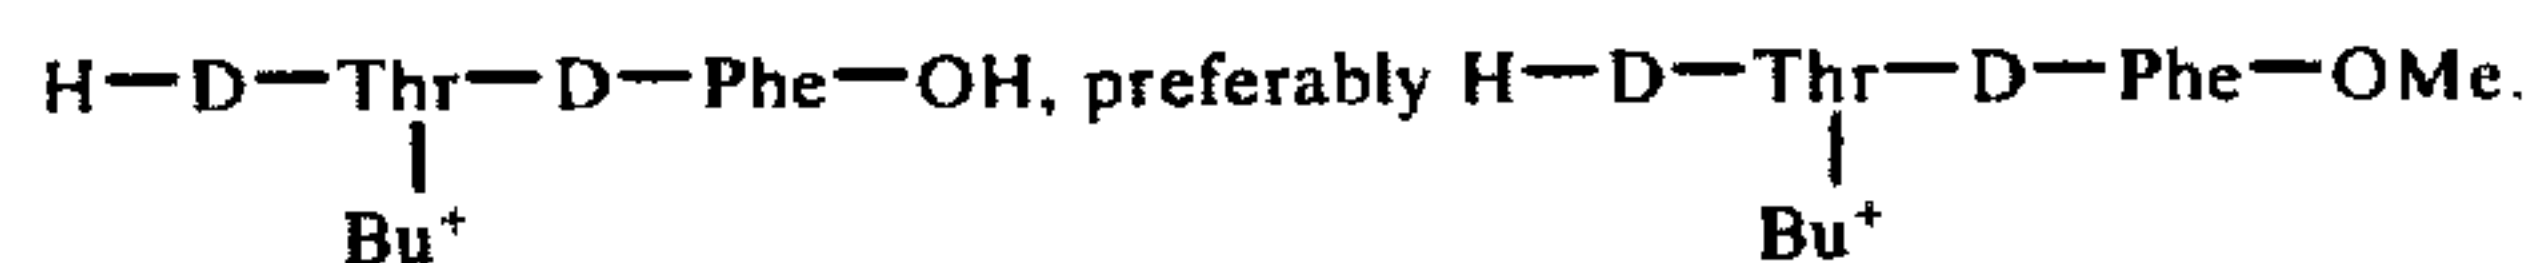 H—D—Thr—D—Phe—OH, preferably H—D—Thr—D—Phe—OMe.
Bu+ Bu+